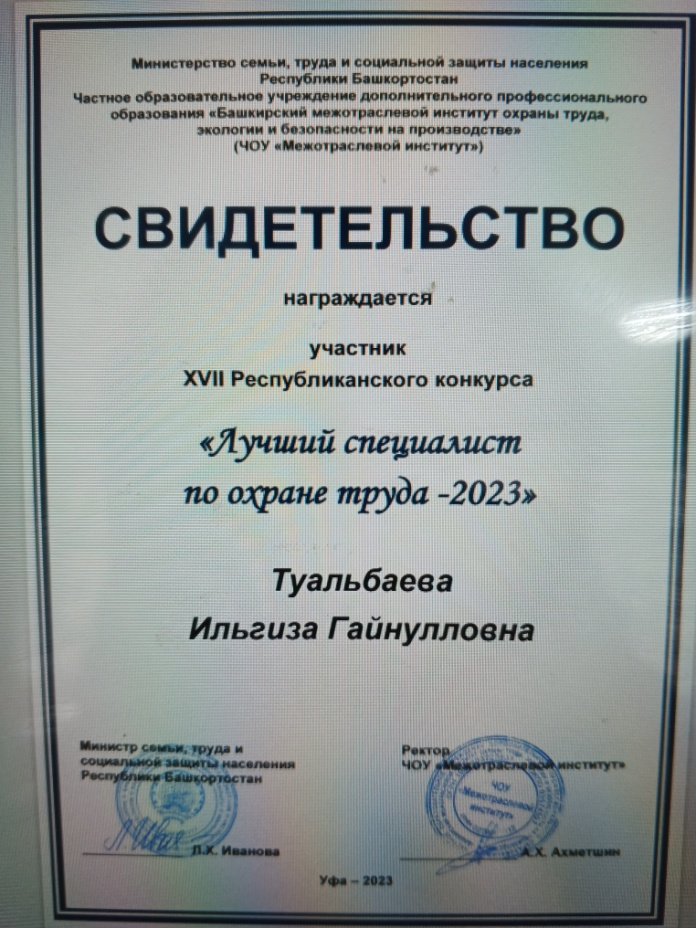 Министерство семьи, труда и социальной защиты населения
Республики Башкортостан
Частное образовательное учреждение дополнительного профессионального
образования «Башкирский межотраслевой институт охраны труда,
экологии и безопасности на производстве»
(ЧОУ «Межотраслевой институт»)
СВИДЕТЕЛЬСТВО
награждается
участник
XVII Республиканского конкурса
«Лучший специалист
по охране труда -2023»
Туальбаева
Ильгиза Гайнулловна
Министр семьи, труда и
социальной защиты населения
Республики Башкортостан
Л.Х. Иванова
Ректор
ЧОУ «Межотраслевой институт»
ЧОУ
Межотраслевой
институт
А.Х. Ахметшин
Уфа – 2023